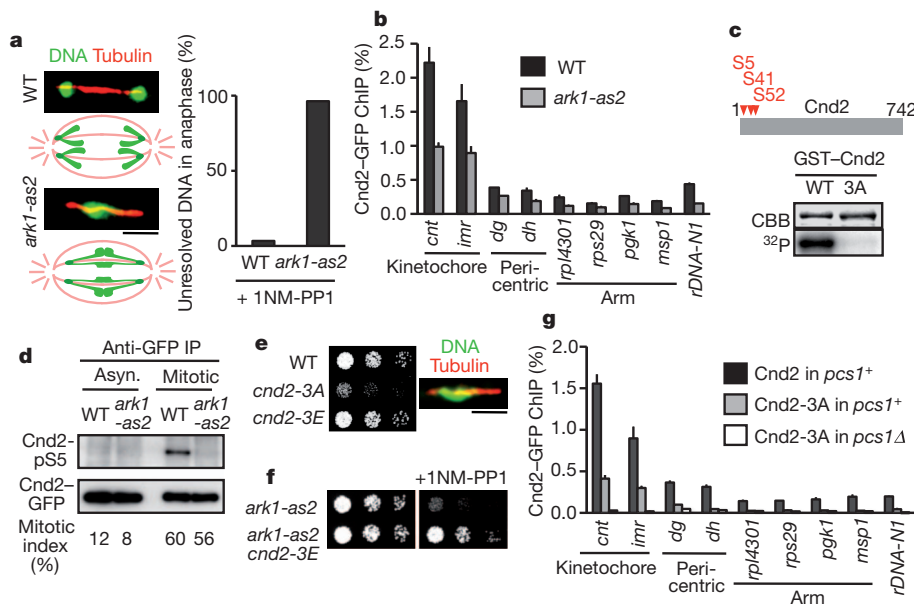 a
DNA Tubulin
WT
ark1-as2
Unresolved DNA in anaphase (%)
100
50
0
WT ark1-as2
+ 1NM-PP1
b
Cnd2–GFP ChIP (%)
2.5
2.0
1.5
1.0
0.5
0.0
WT
ark1-as2
cnt
imr
dg
dh
rpl4301
rps29
pgk1
msp1
rDNA-N1
Kinetochore
Peri-
centric
Arm
c
S5
S41
S52
1 Cnd2 742
GST–Cnd2
WT 3A
CBB
32P
d
Anti-GFP IP
Asyn. Mitotic
WT ark1-as2 WT ark1-as2
Cnd2-
pS5
Cnd2–
GFP
Mitotic
index
(%)
12 8 60 56
e
WT
cnd2-3A
cnd2-3E
DNA
Tubulin
f
+1NM-PP1
ark1-as2
ark1-as2
cnd2-3E
g
Cnd2–GFP ChIP (%)
2.0
1.5
1.0
0.5
0.0
Cnd2 in pcs1+
Cnd2-3A in pcs1+
Cnd2-3A in pcs1Δ
cnt
imr
dg
dh
rpl4301
rps29
pgk1
msp1
rDNA-N1
Kinetochore
Peri-
centric
Arm